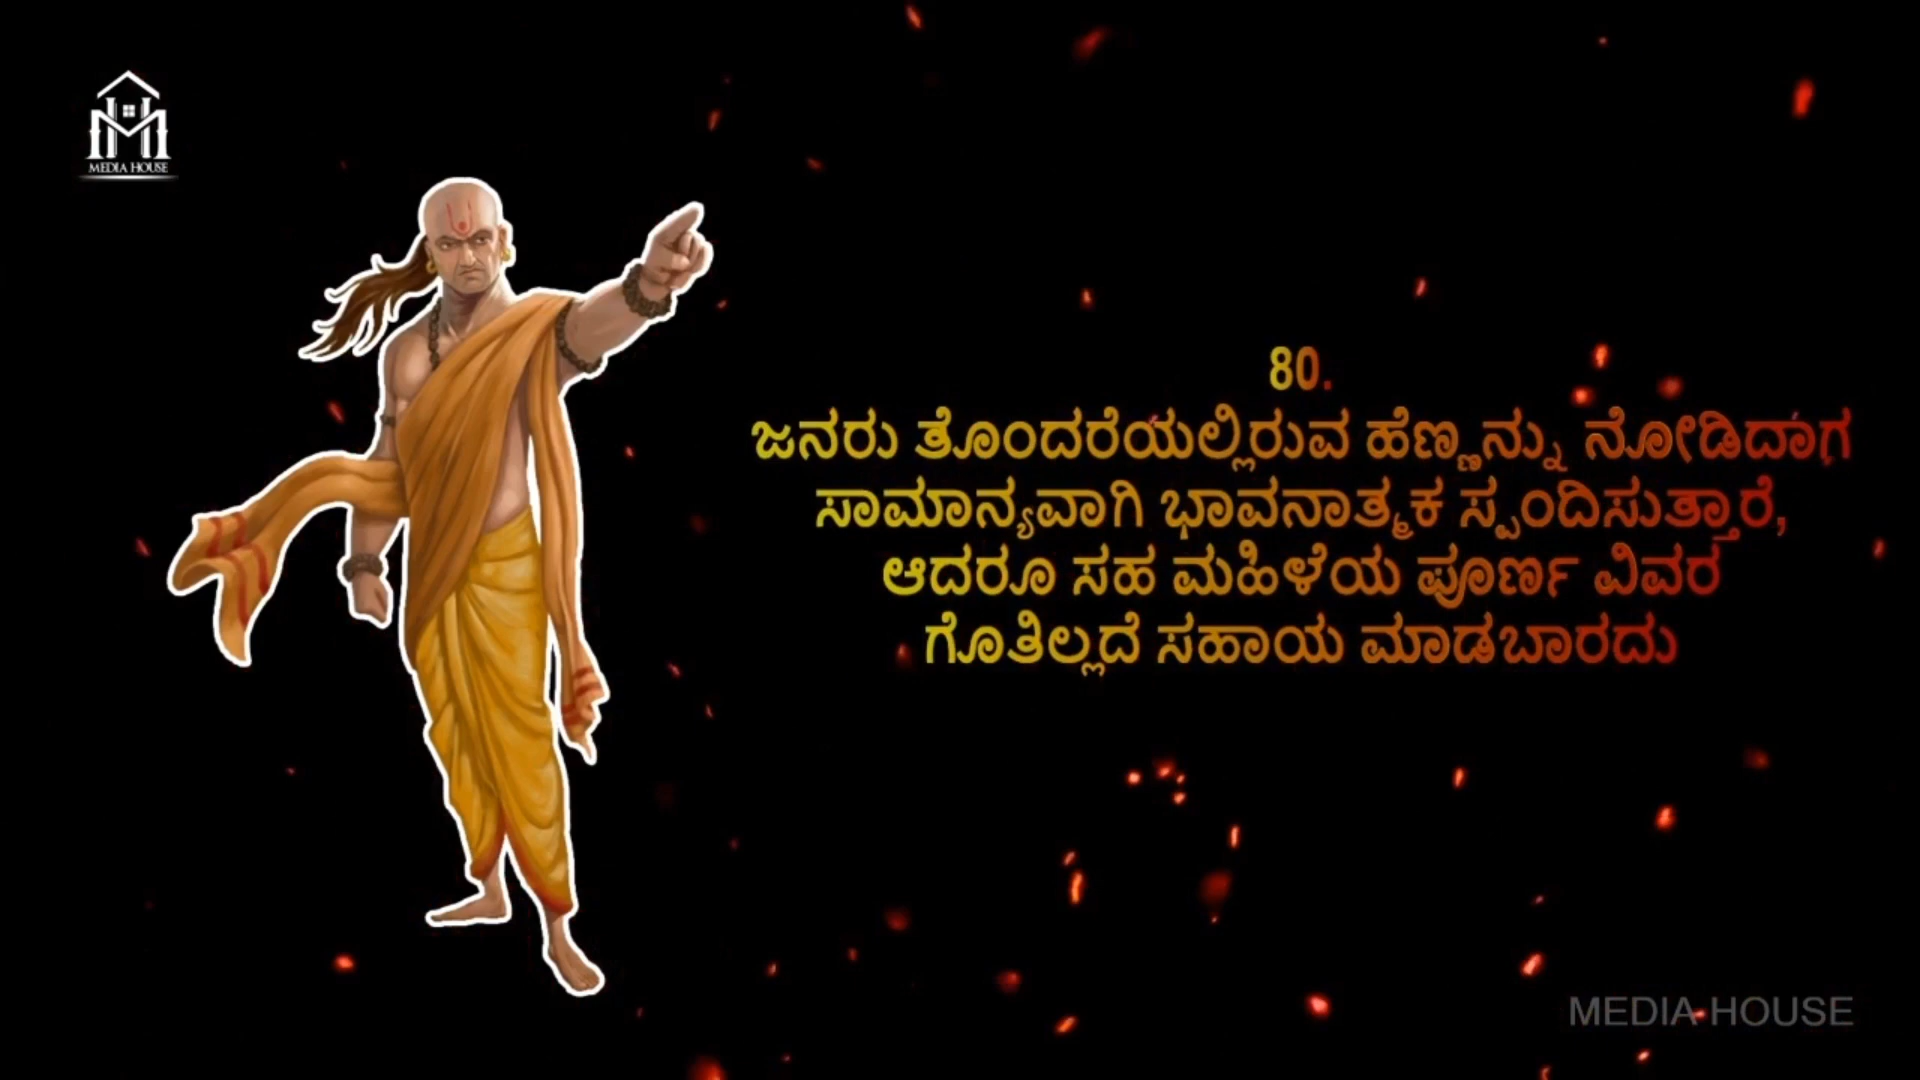 MEDIA HOUSE
80.
ಜನರು ತೊಂದರೆಯಲ್ಲಿರುವ ಹೆಣ್ಣನ್ನು ನೋಡಿದಾಗ
ಸಾಮಾನ್ಯವಾಗಿ ಭಾವನಾತ್ಮಕ ಸ್ಪಂದಿಸುತ್ತಾರೆ,
ಆದರೂ ಸಹ ಮಹಿಳೆಯ ಪೂರ್ಣ ವಿವರ
ಗೊತಿಲ್ಲದೆ ಸಹಾಯ ಮಾಡಬಾರದು
MEDIA HOUSE